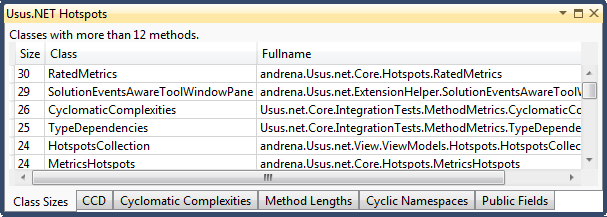 Usus.NET Hotspots
Classes with more than 12 methods.
Size Class Fullname
30 RatedMetrics andrena.Usus.net.Core.Hotspots.RatedMetrics
29 SolutionEventsAwareToolWindowPane andrena.Usus.net.ExtensionHelper.SolutionEventsAwareTool
26 CyclomaticComplexities Usus.net.Core.IntegrationTests.MethodMetrics.CyclomaticCo
25 TypeDependencies Usus.net.Core.IntegrationTests.MethodMetrics.TypeDepende
24 HotspotsCollection andrena.Usus.net.View.ViewModels.Hotspots.HotspotsCollec
24 MetricsHotspots andrena.Usus.net.Core.Hotspots.MetricsHotspots
Class Sizes CCD Cyclomatic Complexities Method Lengths Cyclic Namespaces Public Fields